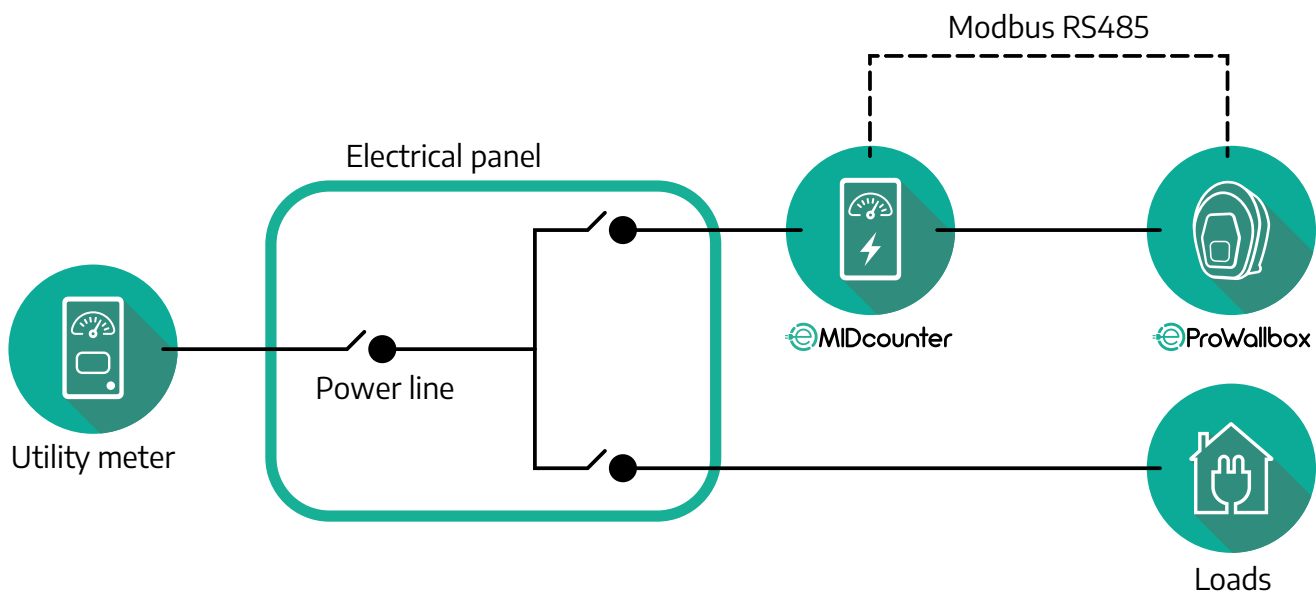 Modbus RS485
Electrical panel
eMIDcounter
eProWallbox
Power line
Utility meter
Loads